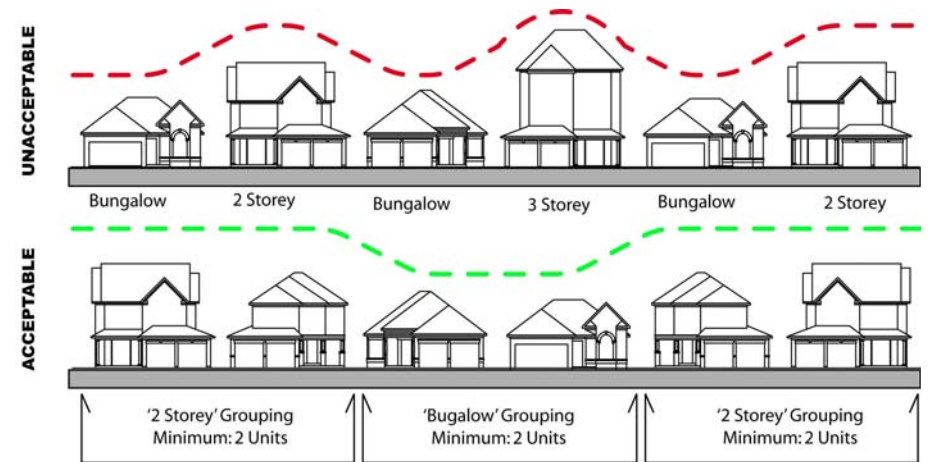 UNACCEPTABLE
Bungalow
2 Storey
Bungalow
3 Storey
Bungalow
2 Storey
ACCEPTABLE
'2 Storey' Grouping
Minimum: 2 Units
'Bugalow' Grouping
Minimum: 2 Units
'2 Storey' Grouping
Minimum: 2 Units